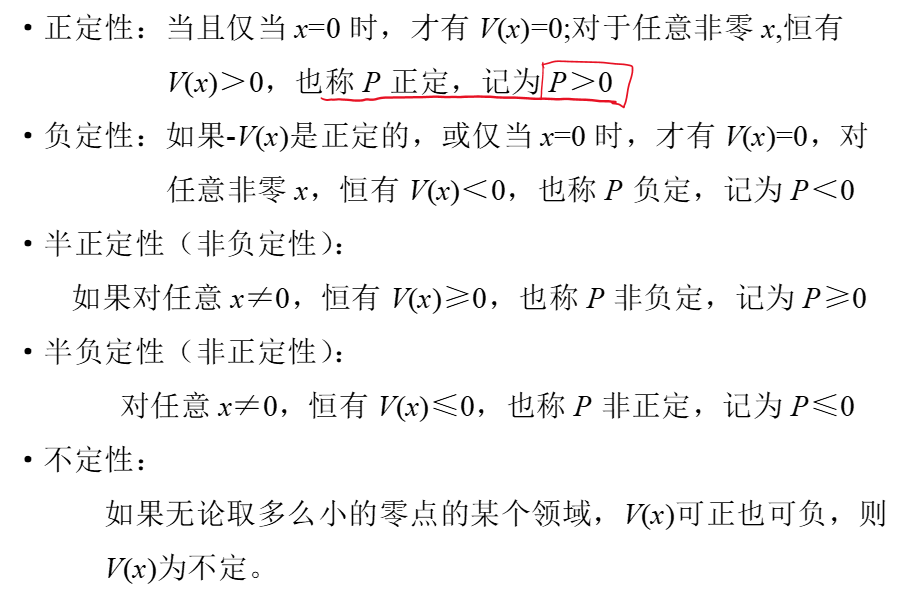 · 正定性：当且仅当 x=0 时，才有 V(x)=0;对于任意非零 x,恒有
V(x)＞0，也称 P 正定，记为 P＞0
· 负定性：如果-V(x)是正定的，或仅当 x=0 时，才有 V(x)=0，对
任意非零 x，恒有 V(x)＜0，也称 P 负定，记为 P＜0
· 半正定性（非负定性）：
如果对任意 x≠0，恒有 V(x)≥0，也称 P 非负定，记为 P≥0
· 半负定性（非正定性）：
对任意 x≠0，恒有 V(x)≤0，也称 P 非正定，记为 P≤0
· 不定性：
如果无论取多么小的零点的某个领域，V(x)可正也可负，则
V(x)为不定。